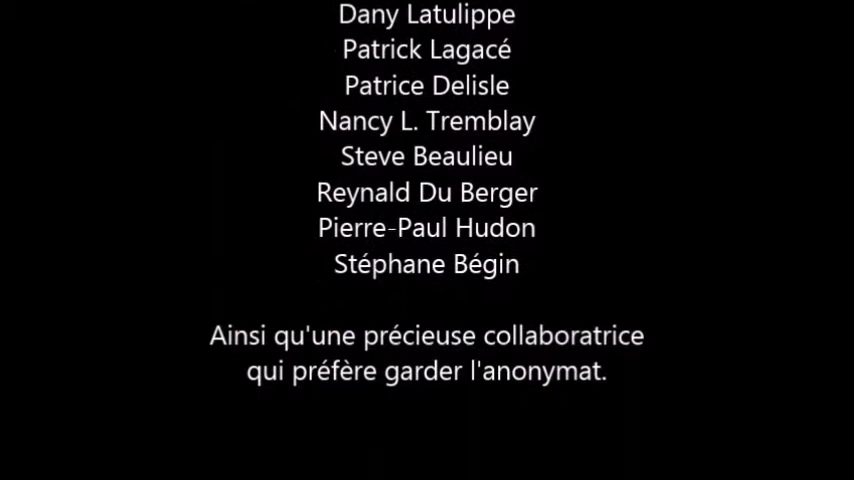 Dany Latulippe
Patrick Lagacé
Patrice Delisle
Nancy L. Tremblay
Steve Beaulieu
Reynald Du Berger
Pierre-Paul Hudon
Stéphane Bégin
Ainsi qu'une précieuse collaboratrice
qui préfère garder l'anonymat.